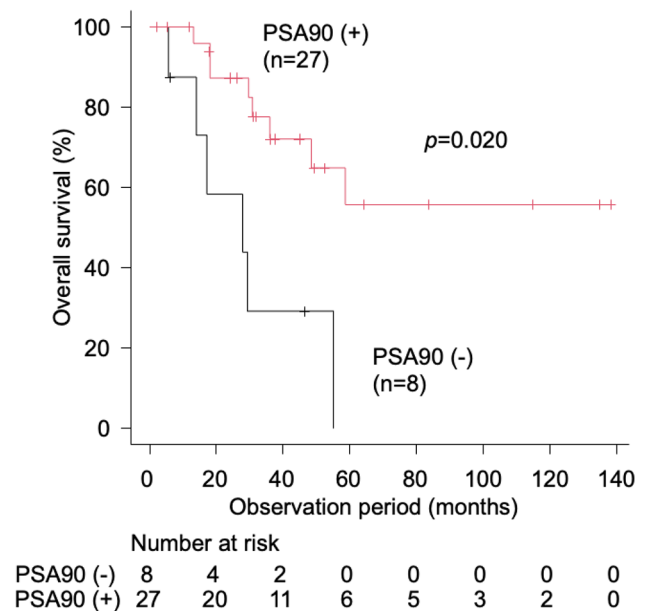 PSA90 (+)
(n=27)
p=0.020
PSA90 (-)
(n=8)
Overall survival (%)
100
80
60
40
20
0
0 20 40 60 80 100 120 140
Observation period (months)
Number at risk
PSA90 (-) 8 4 2 0 0 0 0 0
PSA90 (+) 27 20 11 6 5 3 2 0